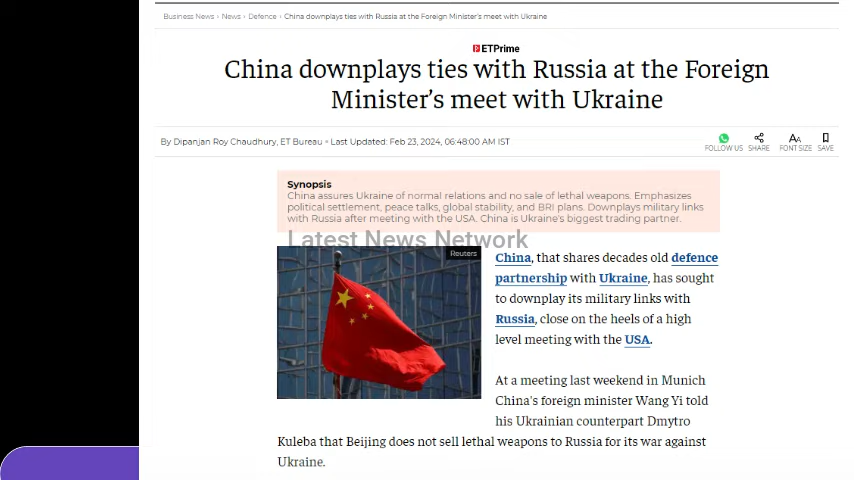 Business News › News › Defence › China downplays ties with Russia at the Foreign Minister's meet with Ukraine
ETPrime
China downplays ties with Russia at the Foreign
Minister's meet with Ukraine
By Dipanjan Roy Chaudhury, ET Bureau • Last Updated: Feb 23, 2024, 06:48:00 AM IST
FOLLOW US SHARE FONT SIZE SAVE
Synopsis
China assures Ukraine of normal relations and no sale of lethal weapons. Emphasizes
political settlement, peace talks, global stability, and BRI plans. Downplays military links
with Russia after meeting with the USA. China is Ukraine's biggest trading partner.
Latest News Network
Reuters
China, that shares decades old defence
partnership with Ukraine, has sought
to downplay its military links with
Russia, close on the heels of a high
level meeting with the USA.
At a meeting last weekend in Munich
China's foreign minister Wang Yi told
his Ukrainian counterpart Dmytro
Kuleba that Beijing does not sell lethal weapons to Russia for its war against
Ukraine.